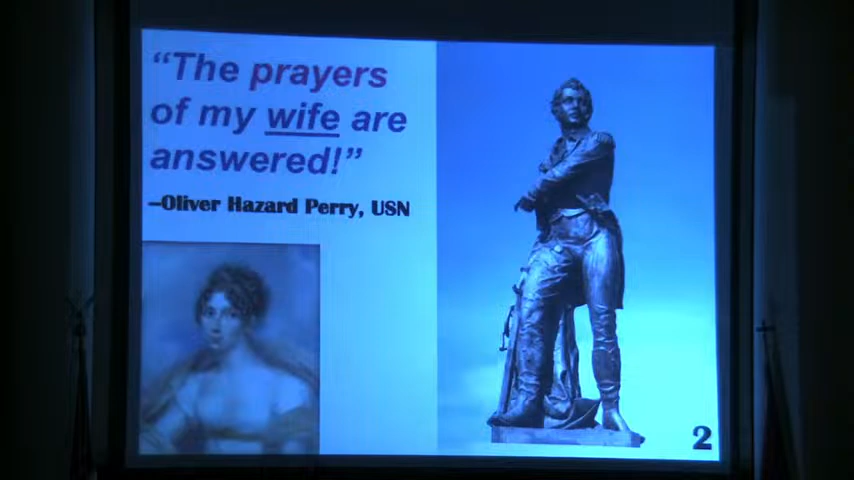 “The prayers
of my wife are
answered!”
–Oliver Hazard Perry, USN
2